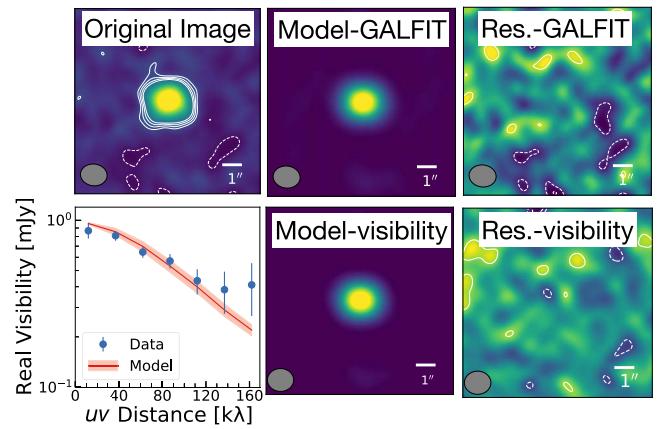 Original Image
Model-GALFIT
Res.-GALFIT
1″
1″
1″
Real Visibility [mJy]
10⁰
10⁻¹
Data
Model
0 40 80 120 160
uv Distance [kλ]
Model-visibility
Res.-visibility
1″
1″